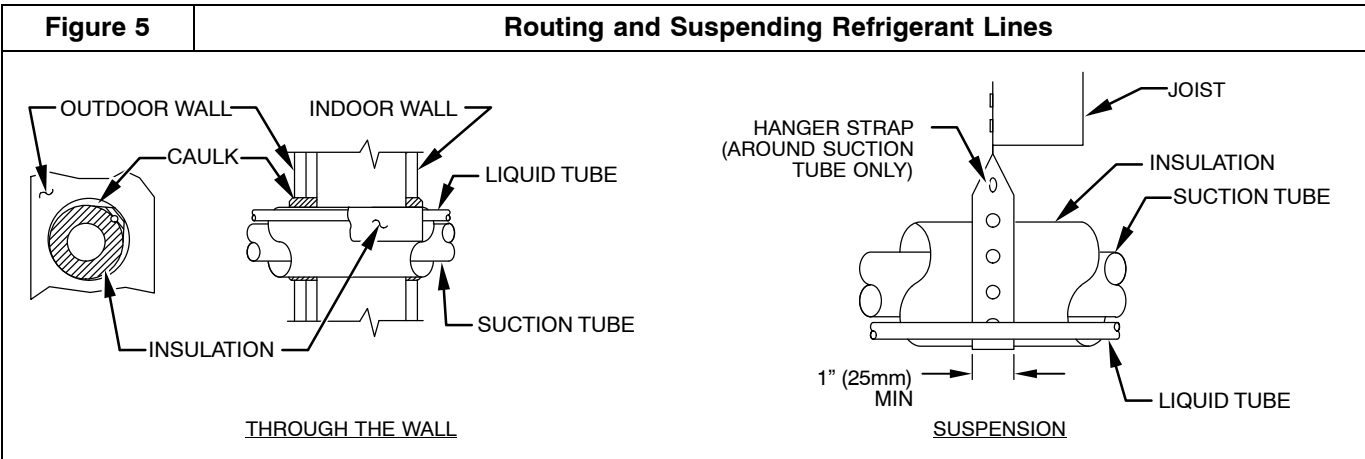 Figure 5
Routing and Suspending Refrigerant Lines
OUTDOOR WALL
INDOOR WALL
CAULK
LIQUID TUBE
SUCTION TUBE
INSULATION
THROUGH THE WALL
JOIST
HANGER STRAP
(AROUND SUCTION
TUBE ONLY)
INSULATION
SUCTION TUBE
1” (25mm)
MIN
LIQUID TUBE
SUSPENSION